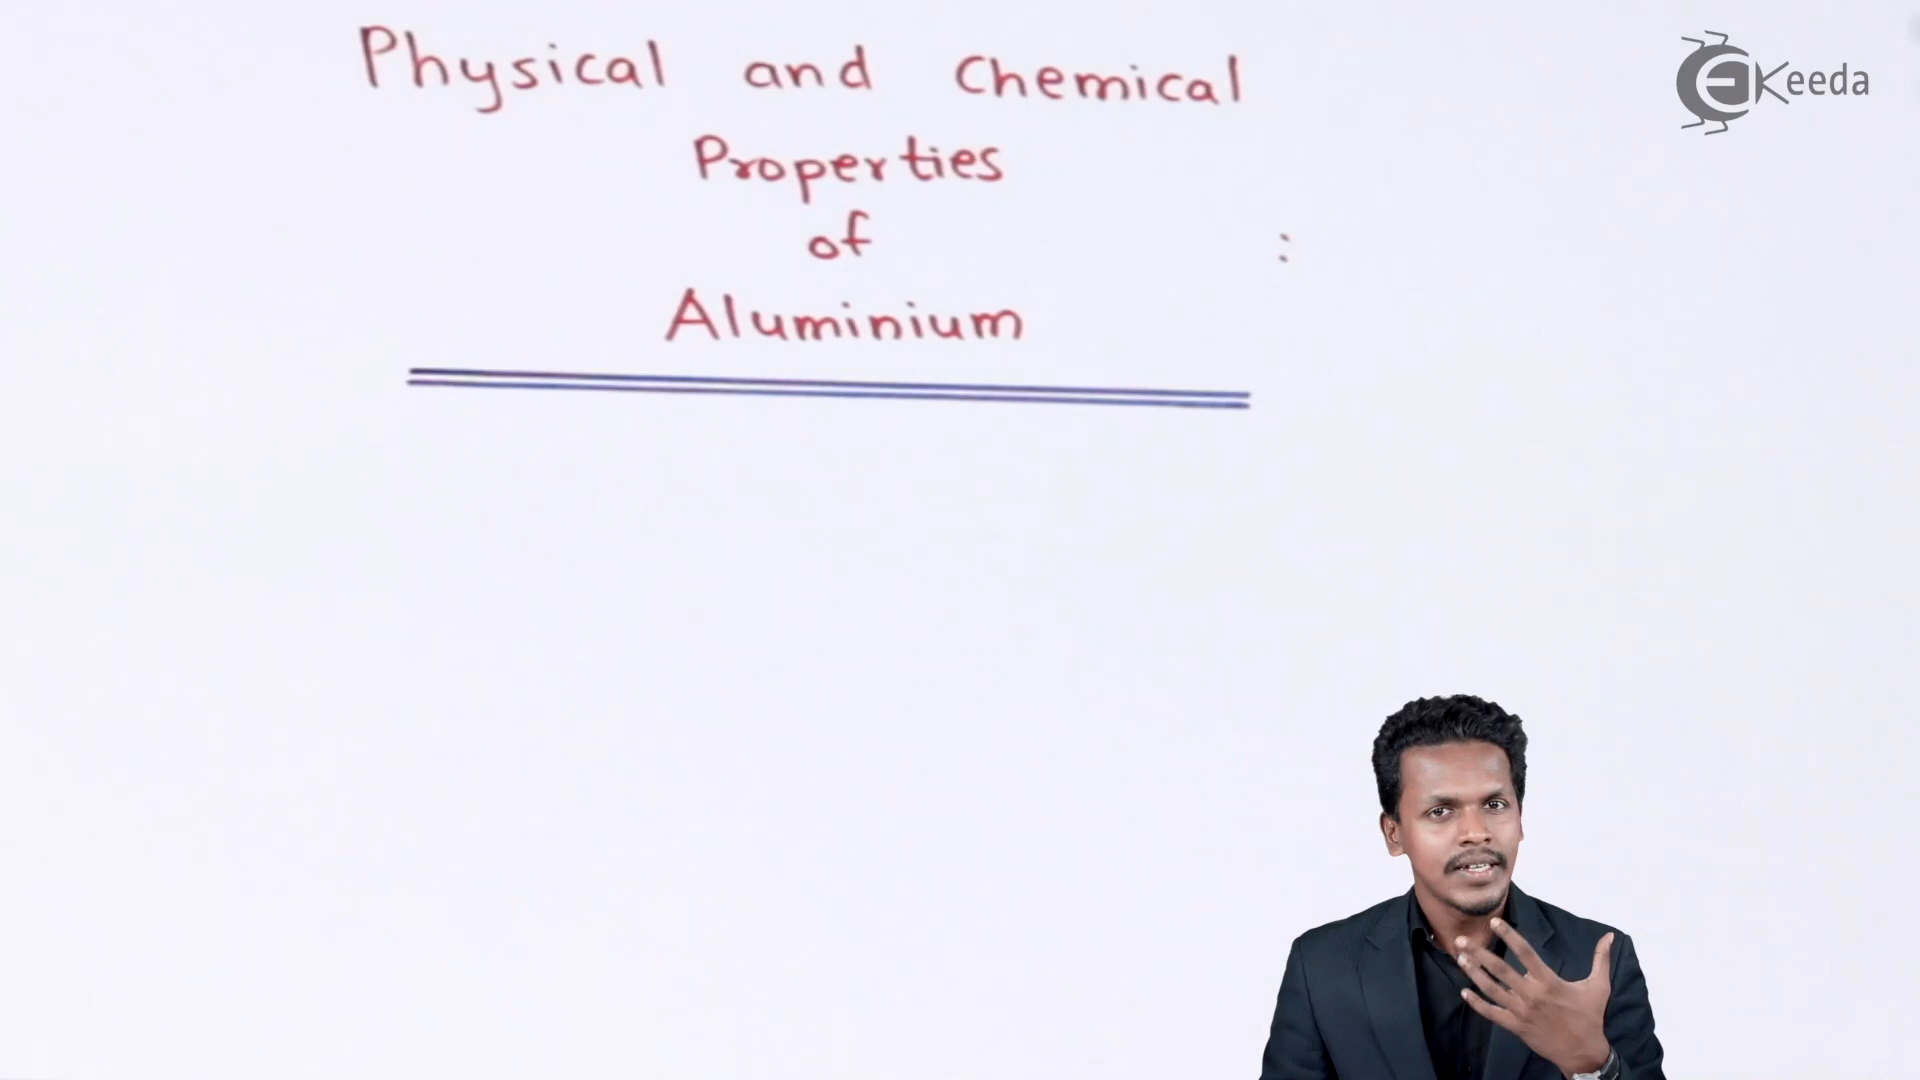 Physical and Chemical
Properties
of
:
Aluminium
EKeeda